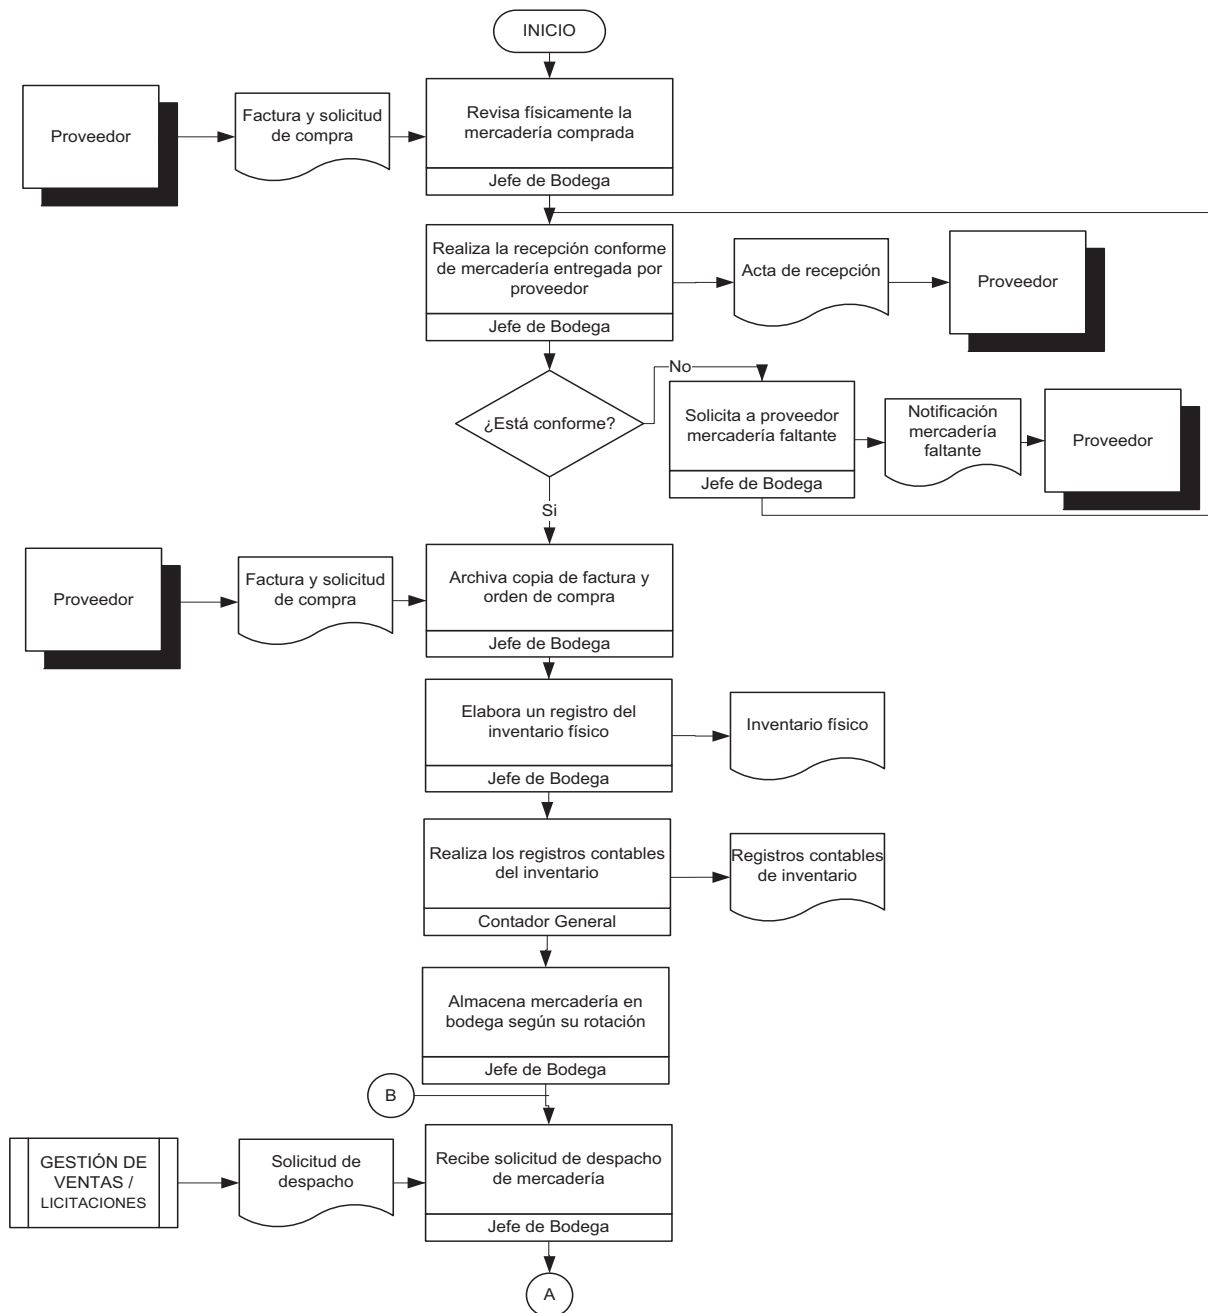 INICIO
Proveedor
Factura y solicitud
de compra
Revisa físicamente la
mercadería comprada
Jefe de Bodega
Realiza la recepción conforme
de mercadería entregada por
proveedor
Jefe de Bodega
Acta de recepción
Proveedor
¿Está conforme?
No
Solicita a proveedor
mercadería faltante
Jefe de Bodega
Notificación
mercadería
faltante
Proveedor
Si
Proveedor
Factura y solicitud
de compra
Archiva copia de factura y
orden de compra
Jefe de Bodega
Elabora un registro del
inventario físico
Jefe de Bodega
Inventario físico
Realiza los registros contables
del inventario
Contador General
Registros contables
de inventario
Almacena mercadería en
bodega según su rotación
Jefe de Bodega
B
GESTIÓN DE
VENTAS /
LICITACIONES
Solicitud de
despacho
Recibe solicitud de despacho
de mercadería
Jefe de Bodega
A